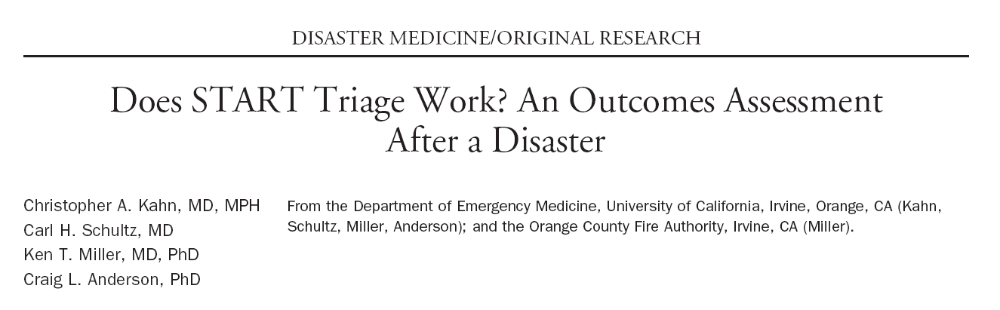 DISASTER MEDICINE/ORIGINAL RESEARCH
Does START Triage Work? An Outcomes Assessment
After a Disaster
Christopher A. Kahn, MD, MPH
Carl H. Schultz, MD
Ken T. Miller, MD, PhD
Craig L. Anderson, PhD
From the Department of Emergency Medicine, University of California, Irvine, Orange, CA (Kahn,
Schultz, Miller, Anderson); and the Orange County Fire Authority, Irvine, CA (Miller).